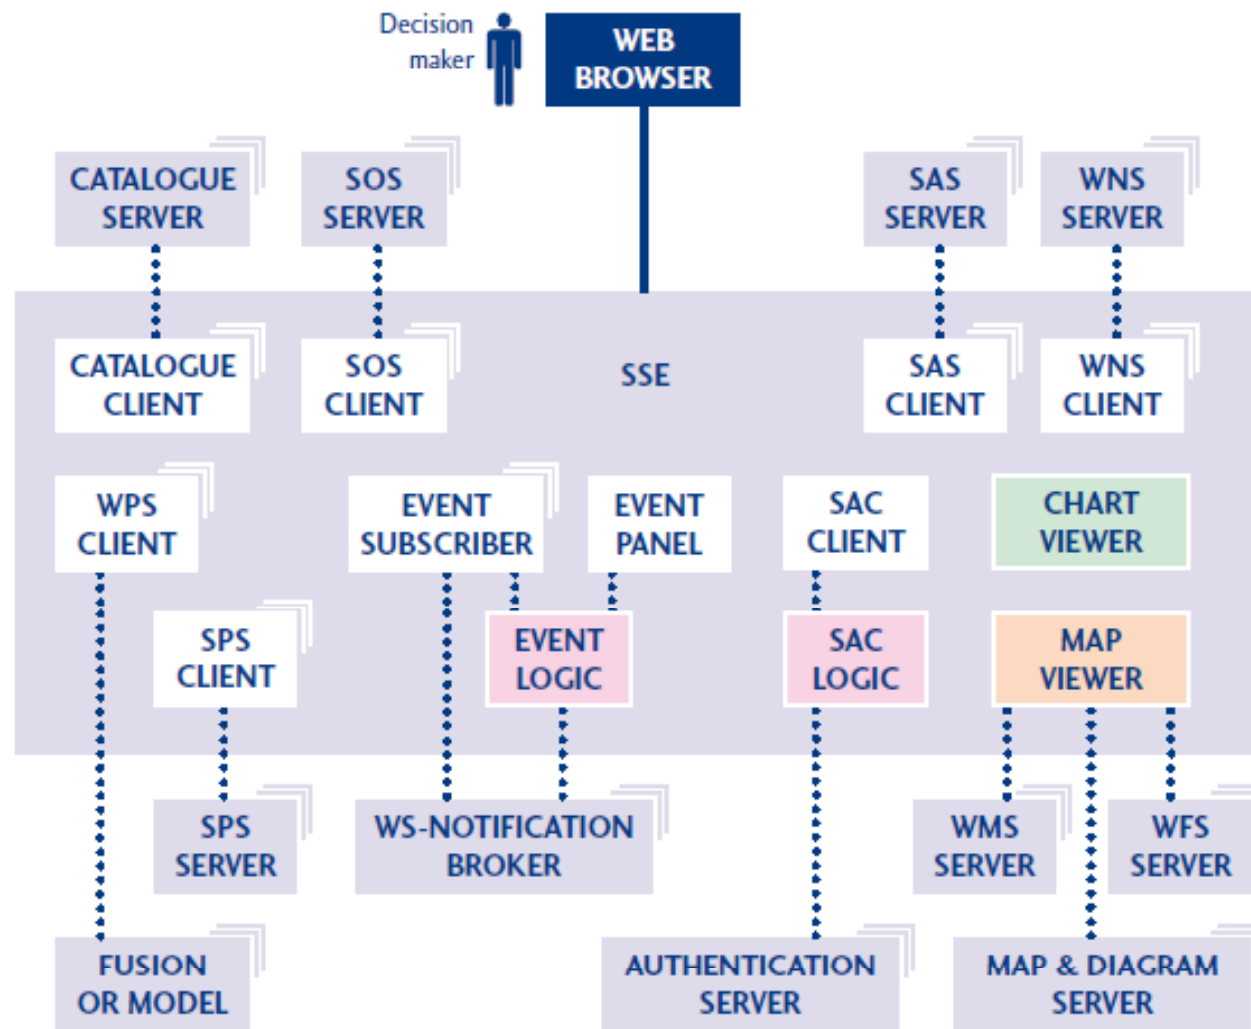 Decision
maker
WEB
BROWSER
CATALOGUE
SERVER
SOS
SERVER
SAS
SERVER
WNS
SERVER
CATALOGUE
CLIENT
SOS
CLIENT
SSE
SAS
CLIENT
WNS
CLIENT
WPS
CLIENT
EVENT
SUBSCRIBER
EVENT
PANEL
SAC
CLIENT
CHART
VIEWER
SPS
CLIENT
EVENT
LOGIC
SAC
LOGIC
MAP
VIEWER
SPS
SERVER
WS-NOTIFICATION
BROKER
WMS
SERVER
WFS
SERVER
FUSION
OR MODEL
AUTHENTICATION
SERVER
MAP & DIAGRAM
SERVER